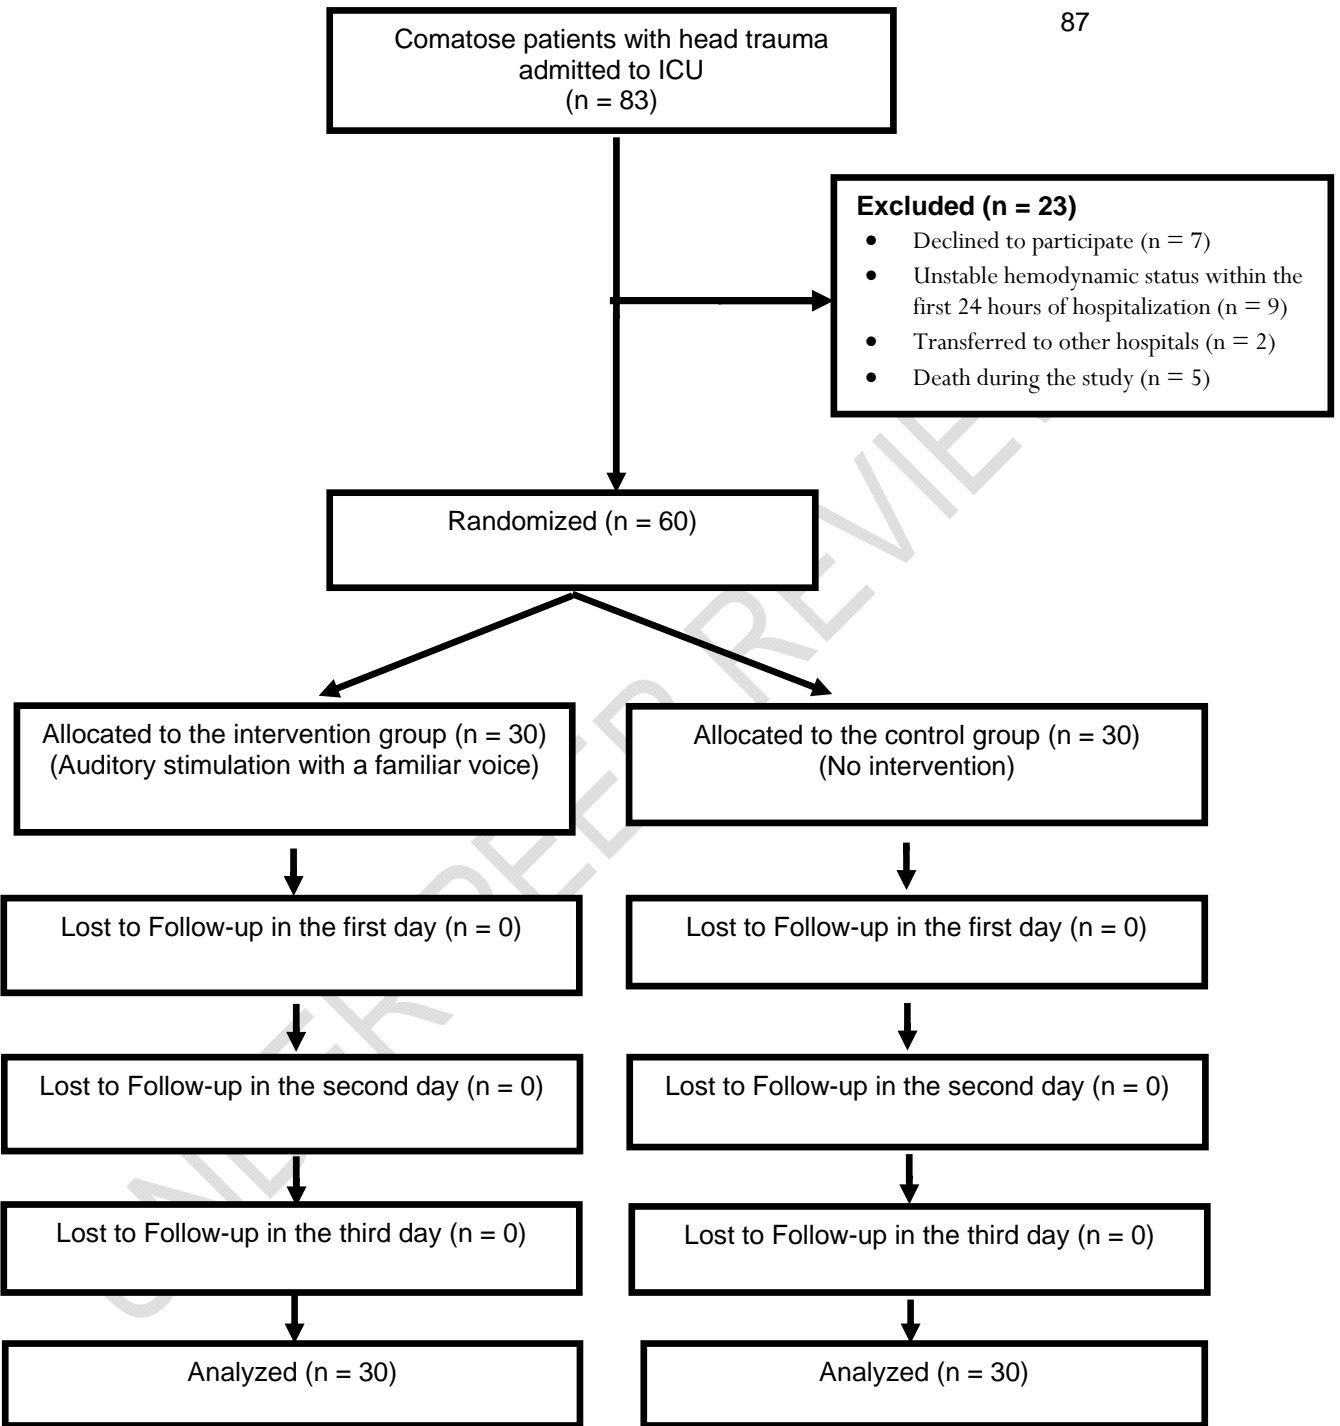 87
Comatose patients with head trauma
admitted to ICU
(n = 83)
Excluded (n = 23)
• Declined to participate (n = 7)
• Unstable hemodynamic status within the
first 24 hours of hospitalization (n = 9)
• Transferred to other hospitals (n = 2)
• Death during the study (n = 5)
Randomized (n = 60)
Allocated to the intervention group (n = 30)
(Auditory stimulation with a familiar voice)
Allocated to the control group (n = 30)
(No intervention)
Lost to Follow-up in the first day (n = 0)
Lost to Follow-up in the first day (n = 0)
Lost to Follow-up in the second day (n = 0)
Lost to Follow-up in the second day (n = 0)
Lost to Follow-up in the third day (n = 0)
Lost to Follow-up in the third day (n = 0)
Analyzed (n = 30)
Analyzed (n = 30)
UNDER PEER REVIEW